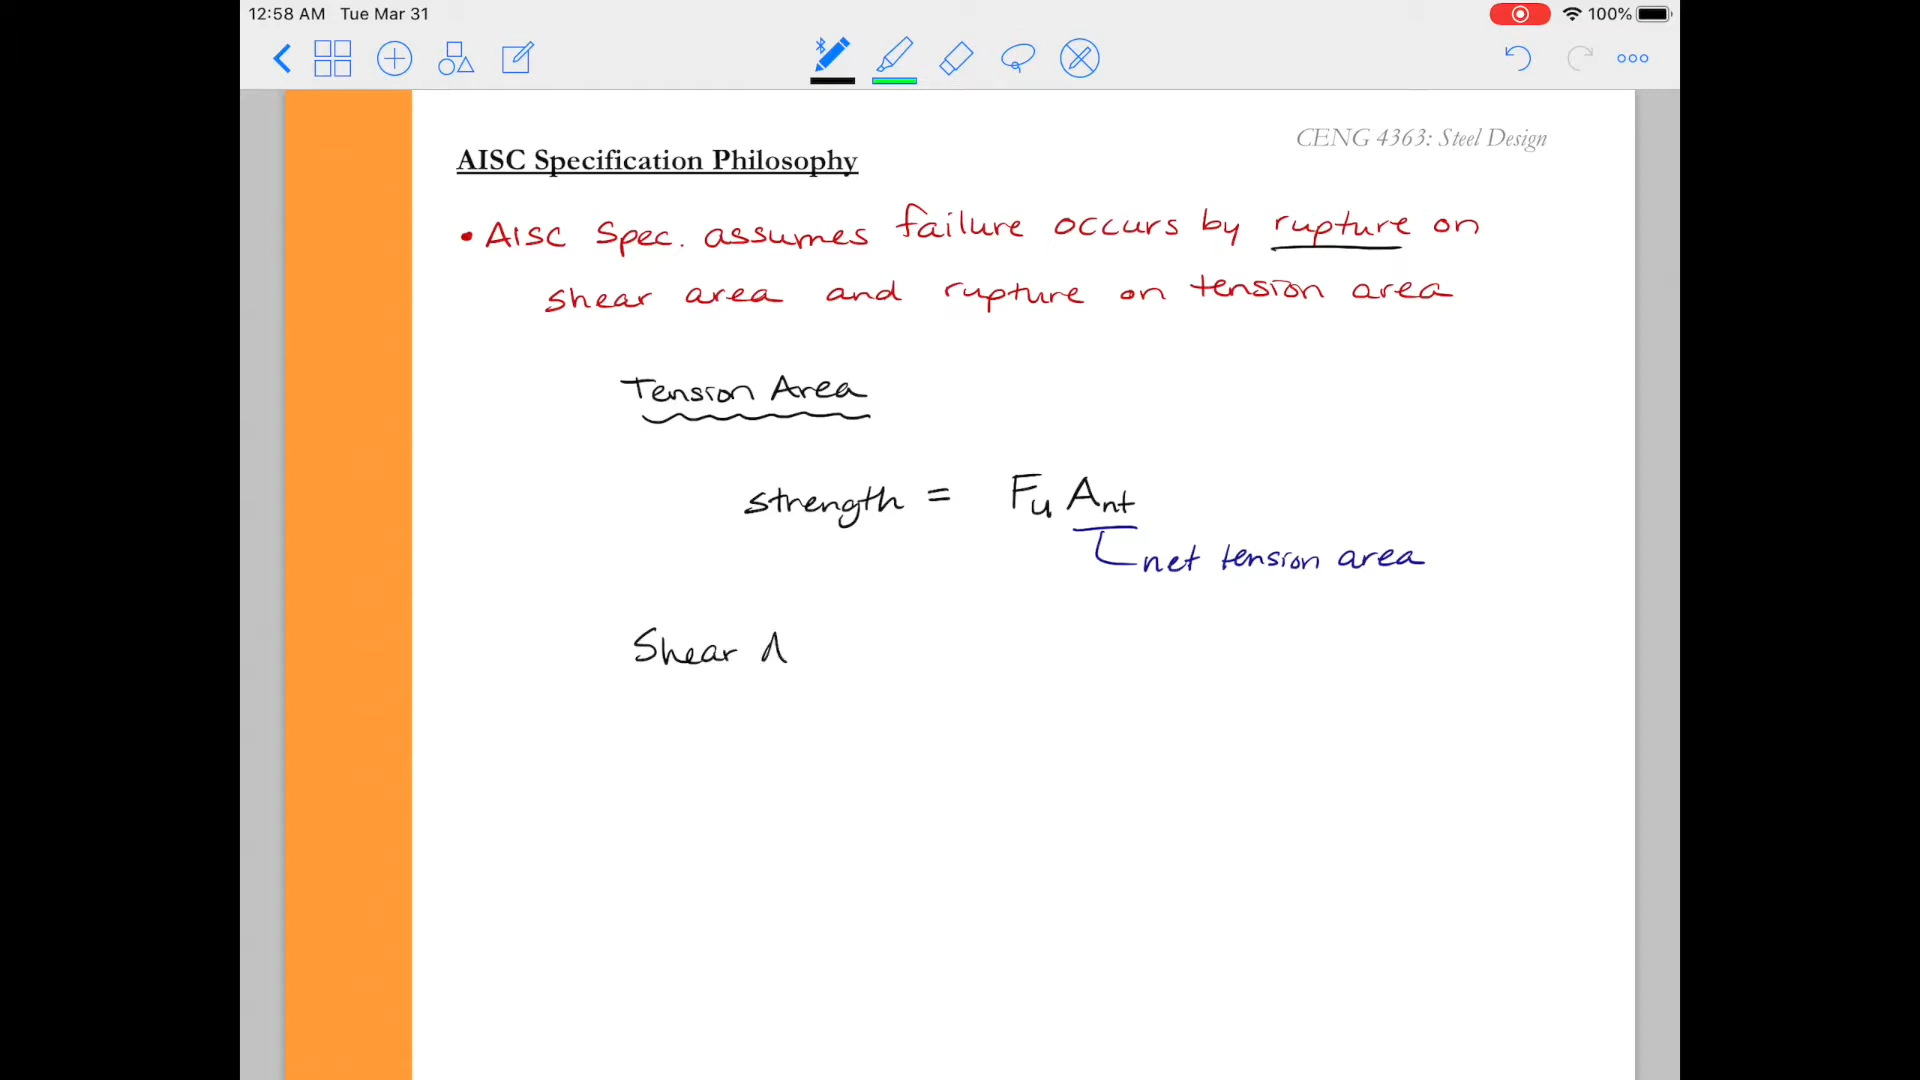 12:58 AM Tue Mar 31
100%
CENG 4363: Steel Design
AISC Specification Philosophy
• AISC Spec. assumes failure occurs by rupture on
shear area and rupture on tension area
Tension Area
strength = Fu Ant
net tension area
Shear A